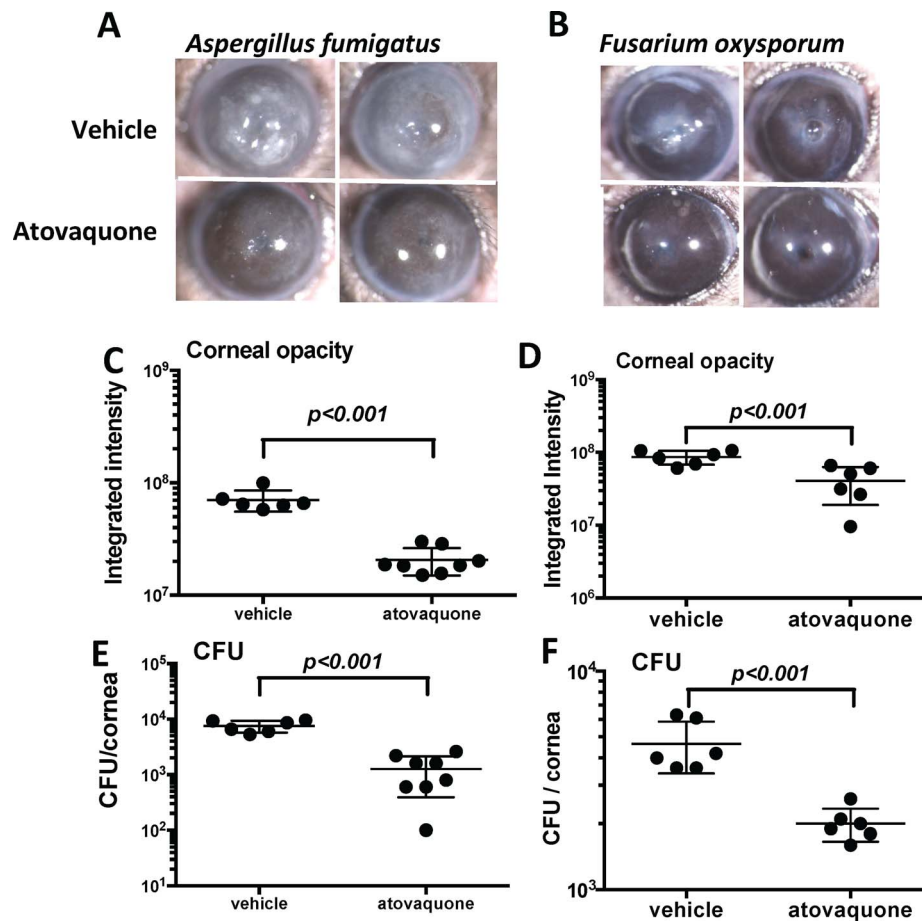 A
Aspergillus fumigatus
B
Fusarium oxysporum
Vehicle
Atovaquone
C
Corneal opacity
Integrated intensity
10⁹
10⁸
10⁷
p<0.001
vehicle
atovaquone
D
Corneal opacity
Integrated Intensity
10⁹
10⁸
10⁷
10⁶
p<0.001
vehicle
atovaquone
E
CFU
CFU/cornea
10⁵
10⁴
10³
10²
10¹
p<0.001
vehicle
atovaquone
F
CFU
CFU / cornea
10⁴
10³
p<0.001
vehicle
atovaquone